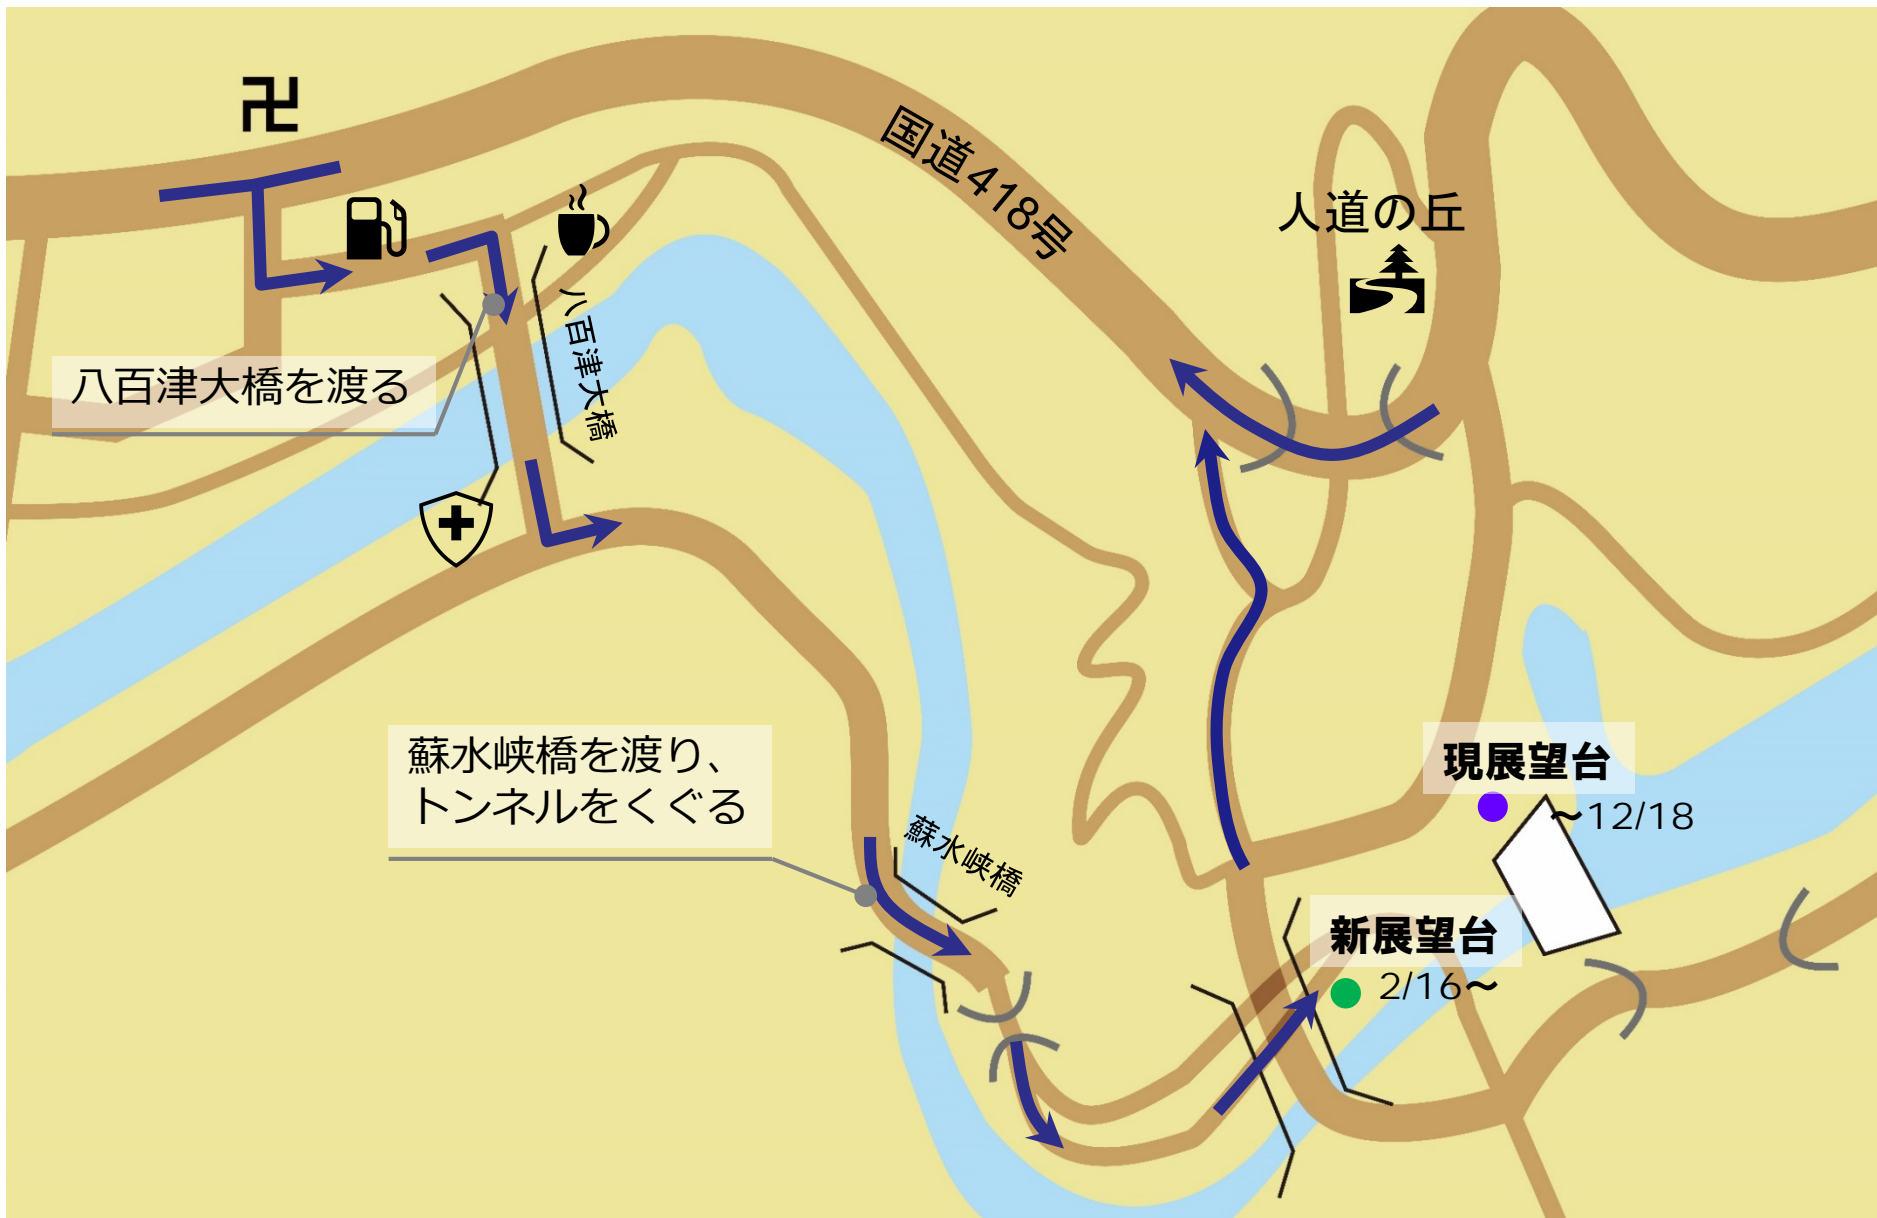 国道418号
人道の丘
八百津大橋
八百津大橋を渡る
蘇水峡橋を渡り、
トンネルをくぐる
蘇水峡橋
現展望台
～12/18
新展望台
2/16～